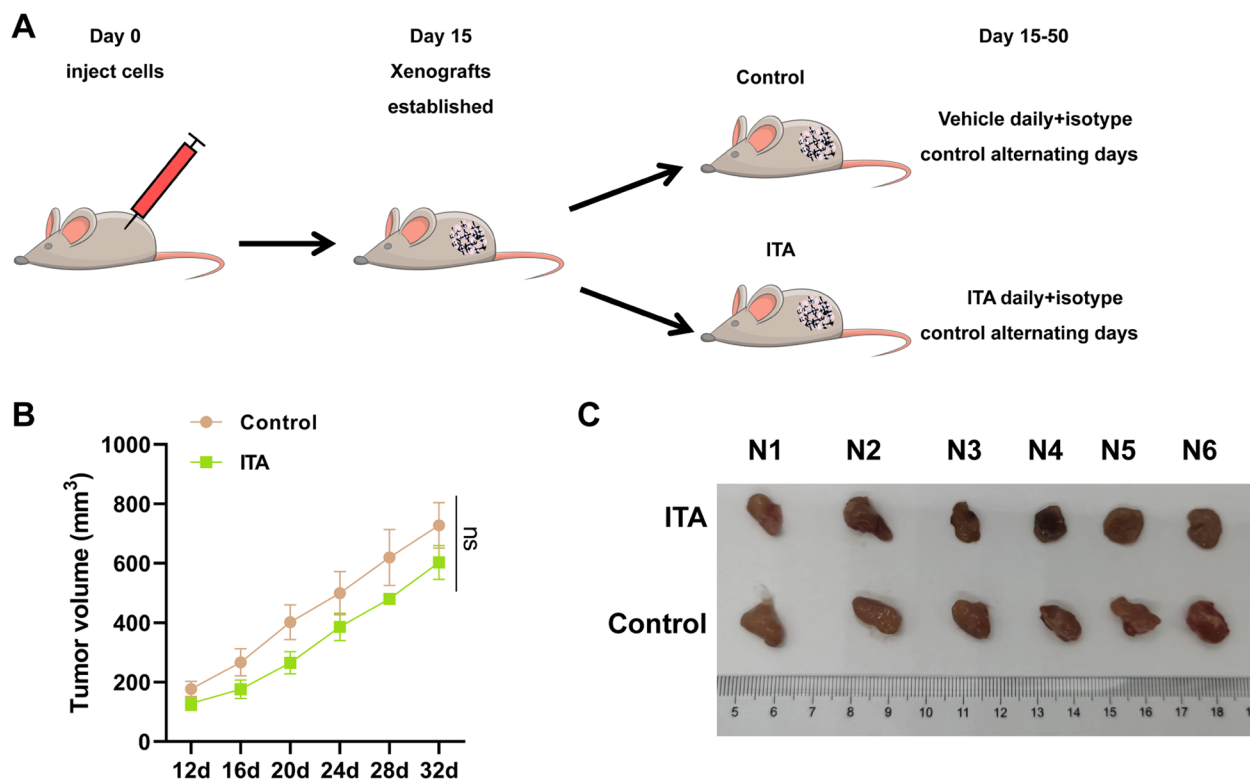 A
Day 0
inject cells
Day 15
Xenografts
established
Day 15-50
Control
Vehicle daily+isotype
control alternating days
ITA
ITA daily+isotype
control alternating days
B
Control
ITA
Tumor volume (mm³)
1000
800
600
400
200
0
12d 16d 20d 24d 28d 32d
ns
C
N1 N2 N3 N4 N5 N6
ITA
Control
5 6 7 8 9 10 11 12 13 14 15 16 17 18